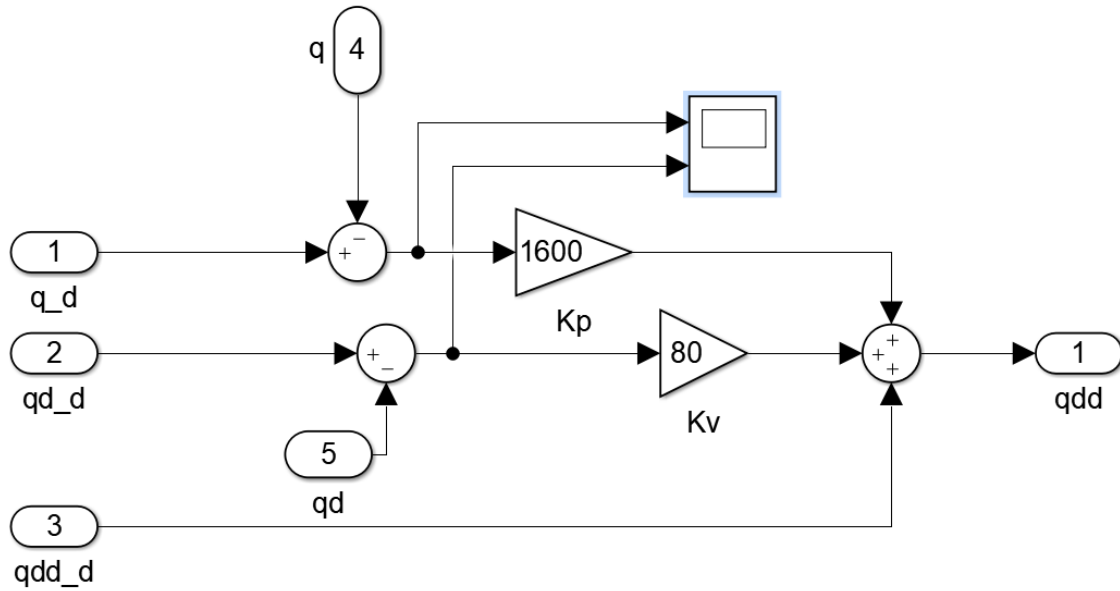 q
4
1
q_d
+ −
1600
Kp
2
qd_d
+
−
80
Kv
+
+
+
1
qdd
5
qd
3
qdd_d